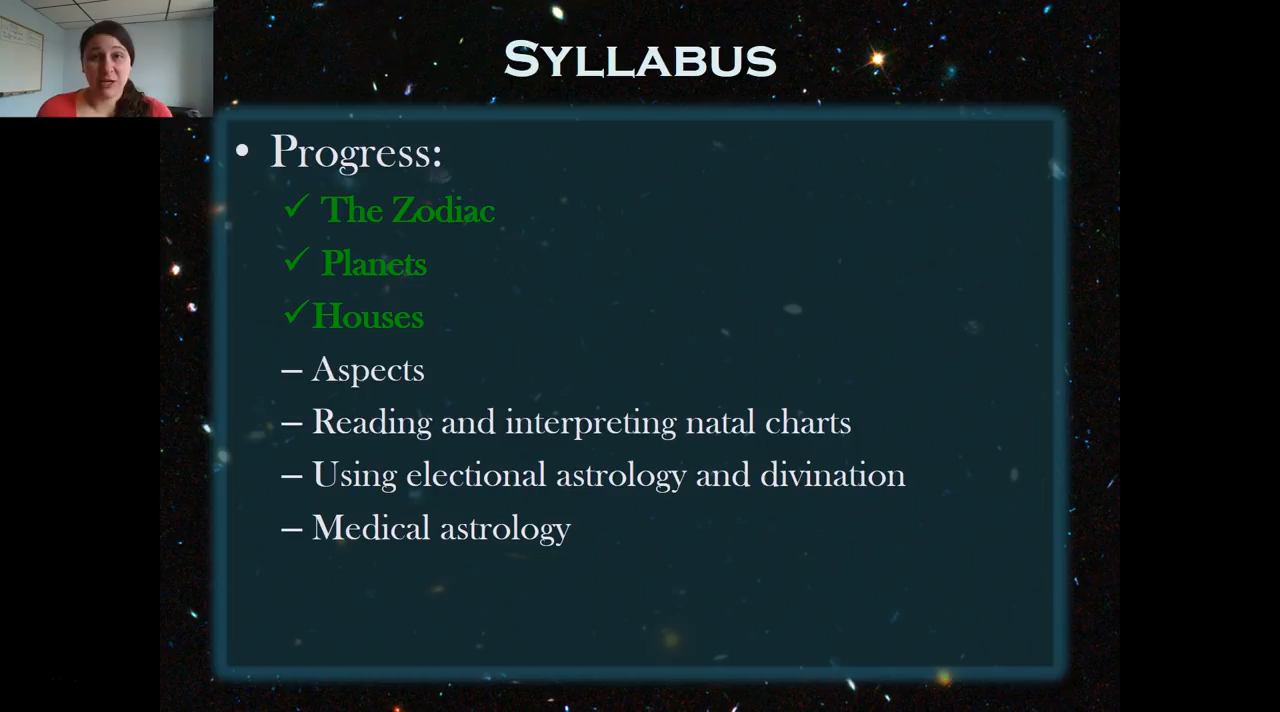 SYLLABUS
• Progress:
✓ The Zodiac
✓ Planets
✓ Houses
– Aspects
– Reading and interpreting natal charts
– Using electional astrology and divination
– Medical astrology